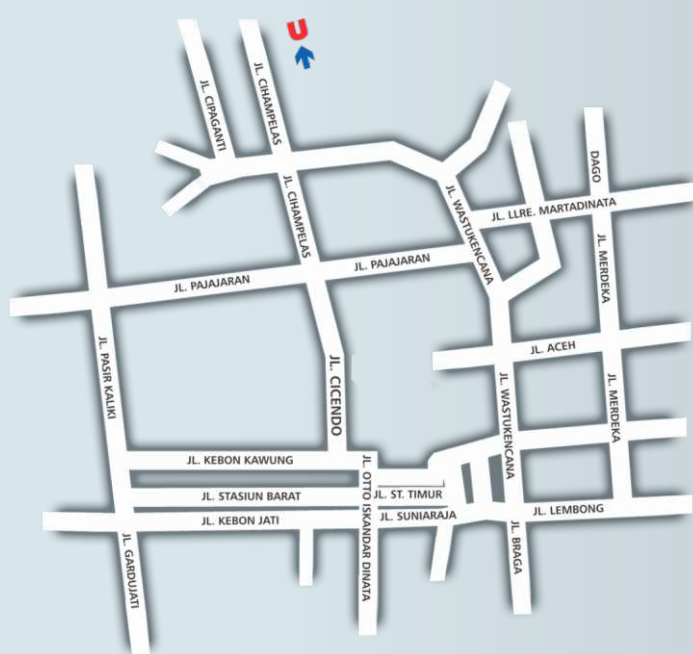 U
JL. CIPAGANTI
JL. CIHAMPELAS
DAGO
JL. CIHAMPELAS
JL. WASTUKENCANA
JL. LLRE. MARTADINATA
JL. PAJAJARAN
JL. PAJAJARAN
JL. MERDEKA
JL. PASIR KALIKI
JL. CICENDO
JL. ACEH
JL. WASTUKENCANA
JL. MERDEKA
JL. KEBON KAWUNG
JL. OTTO ISKANDAR DINATA
JL. STASIUN BARAT
JL. ST. TIMUR
JL. KEBON JATI
JL. SUNIARAJA
JL. LEMBONG
JL. GARDUJATI
JL. BRAGA